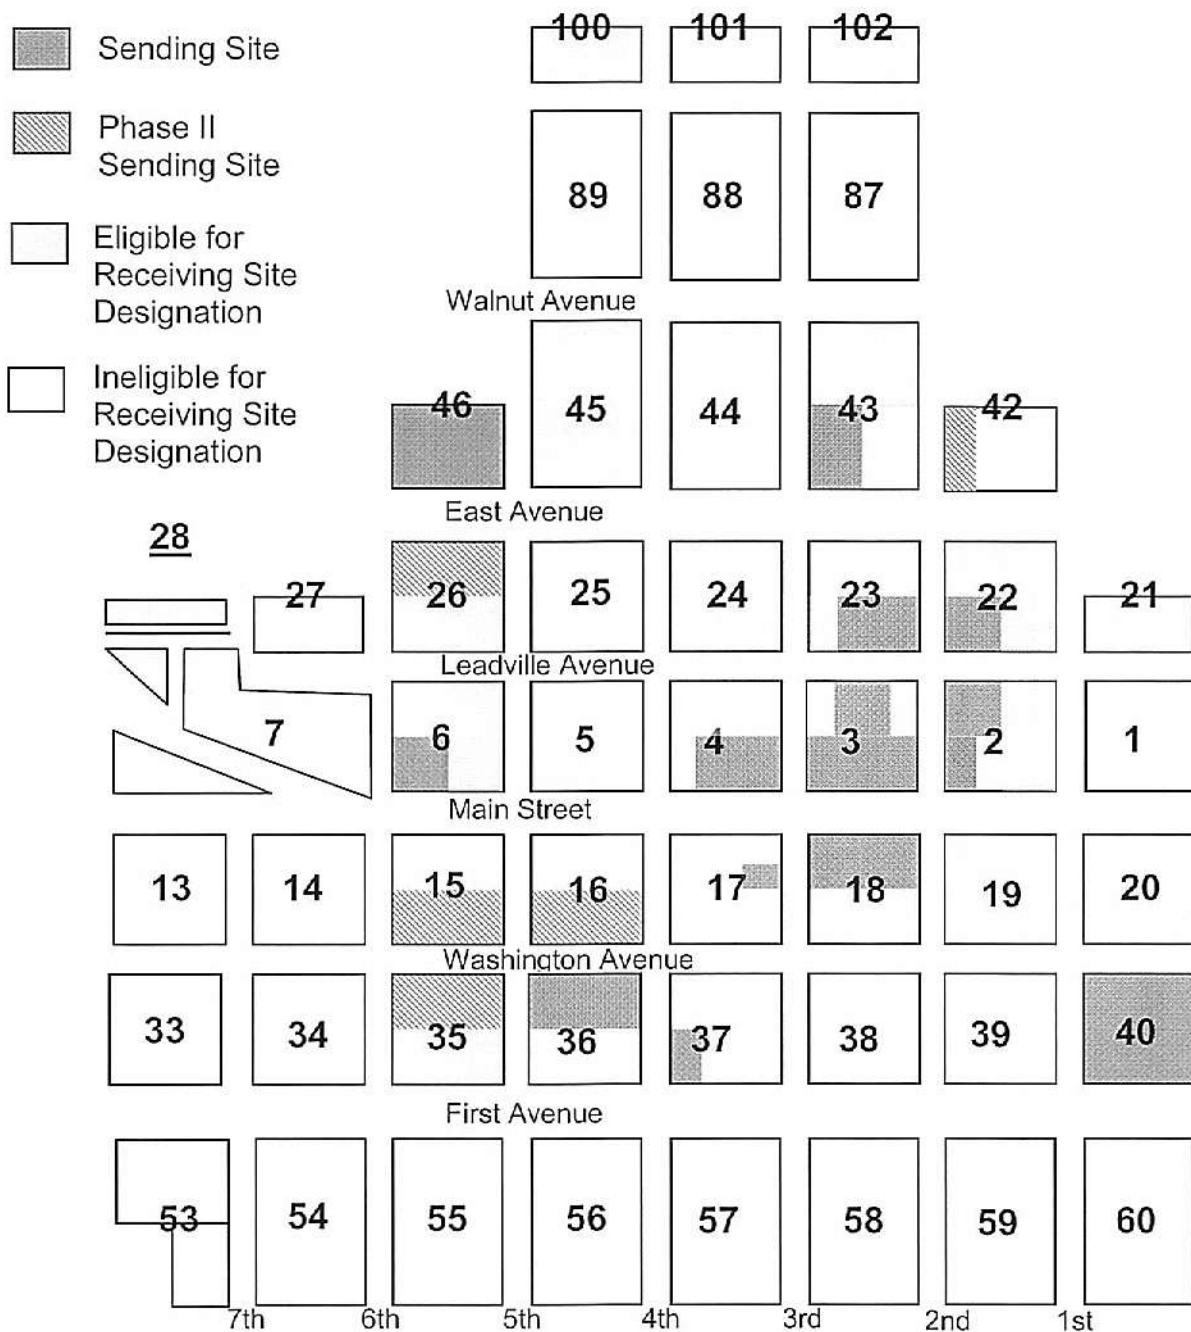 Sending Site
Phase II
Sending Site
Eligible for
Receiving Site
Designation
Ineligible for
Receiving Site
Designation
100 101 102
89 88 87
Walnut Avenue
46 45 44 43 42
East Avenue
28
27 26 25 24 23 22 21
Leadville Avenue
7 6 5 4 3 2 1
Main Street
13 14 15 16 17 18 19 20
Washington Avenue
33 34 35 36 37 38 39 40
First Avenue
53 54 55 56 57 58 59 60
7th 6th 5th 4th 3rd 2nd 1st